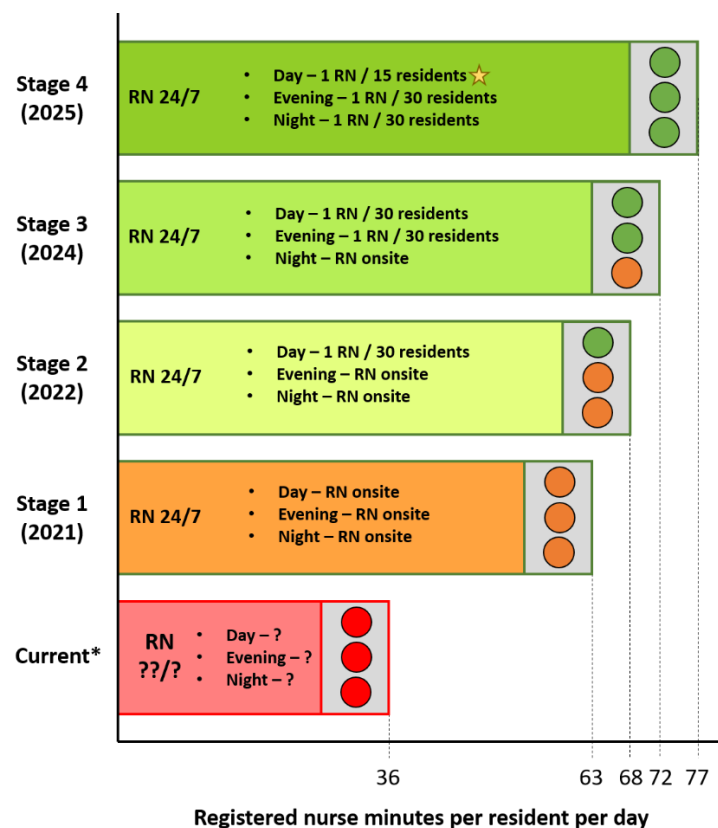 Stage 4
(2025)
RN 24/7
• Day – 1 RN / 15 residents
• Evening – 1 RN / 30 residents
• Night – 1 RN / 30 residents
Stage 3
(2024)
RN 24/7
• Day – 1 RN / 30 residents
• Evening – 1 RN / 30 residents
• Night – RN onsite
Stage 2
(2022)
RN 24/7
• Day – 1 RN / 30 residents
• Evening – RN onsite
• Night – RN onsite
Stage 1
(2021)
RN 24/7
• Day – RN onsite
• Evening – RN onsite
• Night – RN onsite
Current*
RN
??/?
• Day – ?
• Evening – ?
• Night – ?
36 63 68 72 77
Registered nurse minutes per resident per day